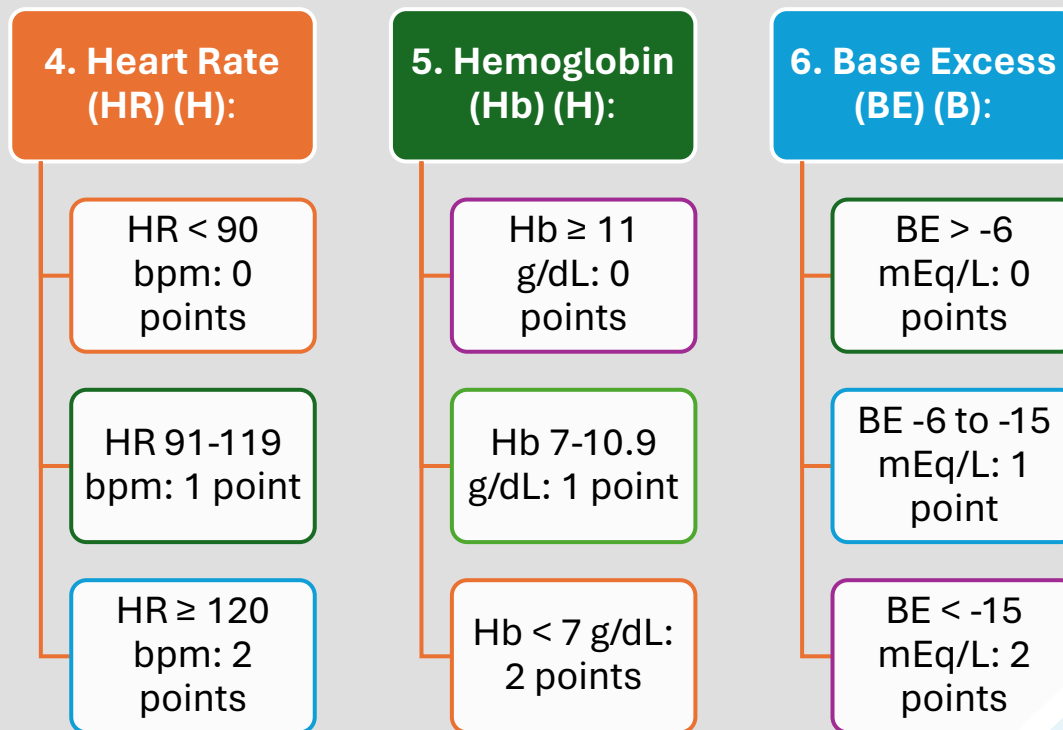 4. Heart Rate
(HR) (H):
HR < 90
bpm: 0
points
HR 91-119
bpm: 1 point
HR ≥ 120
bpm: 2
points
5. Hemoglobin
(Hb) (H):
Hb ≥ 11
g/dL: 0
points
Hb 7-10.9
g/dL: 1 point
Hb < 7 g/dL:
2 points
6. Base Excess
(BE) (B):
BE > -6
mEq/L: 0
points
BE -6 to -15
mEq/L: 1
point
BE < -15
mEq/L: 2
points